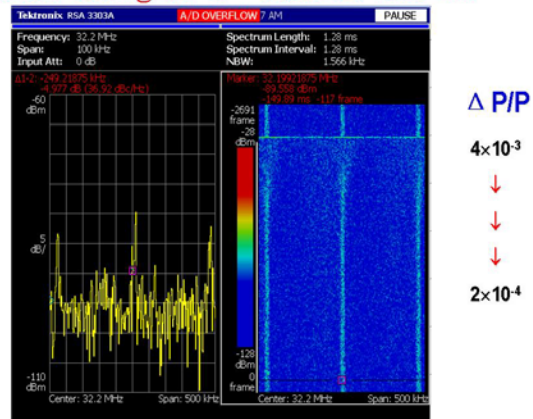 Tektronix RSA 3303A
A/D OVERFLOW 7 AM
PAUSE
Frequency: 32.2 MHz
Span: 100 kHz
Input Att: 0 dB
Spectrum Length: 1.28 ms
Spectrum Interval: 1.28 ms
NBW: 1.566 kHz
Δ1-2: -249.21875 kHz
-4.977 dB (36.92 dBc/Hz)
Marker: 32.19921875 MHz
-89.558 dBm
-149.89 ms -117 frame
-60
dBm
5
dB/
-110
dBm
Center: 32.2 MHz
Span: 500 kHz
-2691
frame
-28
dBm
-128
dBm
0
frame
Center: 32.2 MHz
Span: 500 kHz
Δ P/P
4×10-3
↓
↓
↓
2×10-4